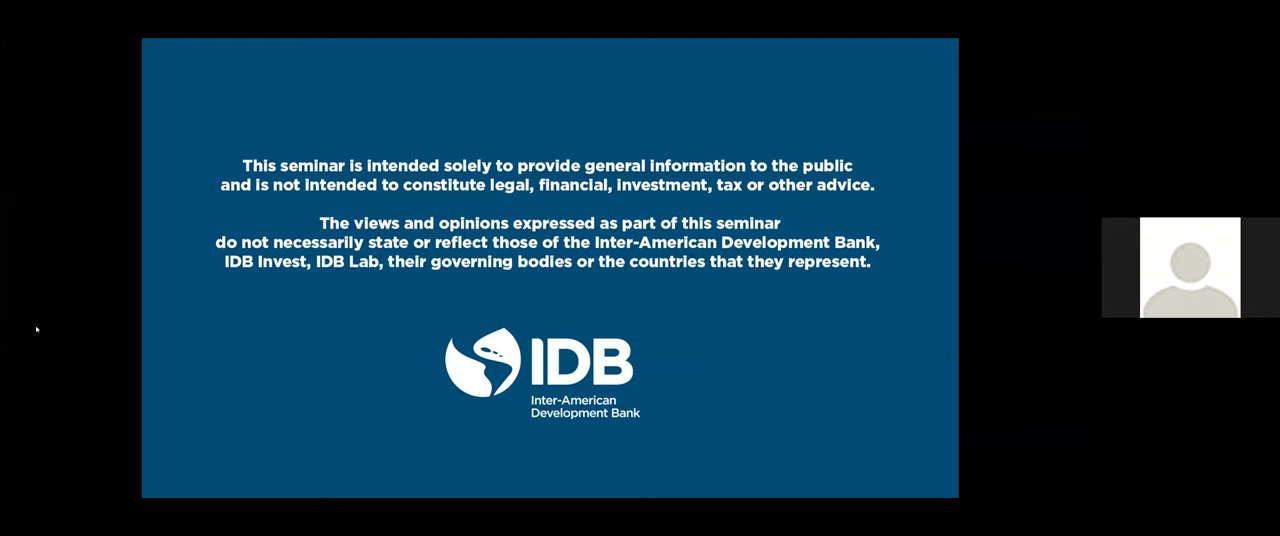 This seminar is intended solely to provide general information to the public
and is not intended to constitute legal, financial, investment, tax or other advice.
The views and opinions expressed as part of this seminar
do not necessarily state or reflect those of the Inter-American Development Bank,
IDB Invest, IDB Lab, their governing bodies or the countries that they represent.
IDB
Inter-American
Development Bank